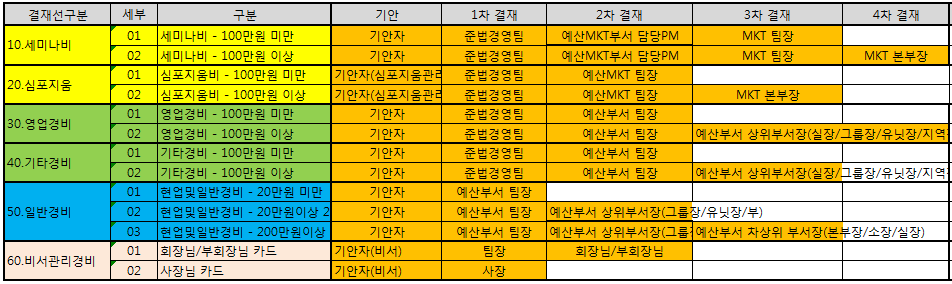 결재선구분 세부 구분 기안 1차 결재 2차 결재 3차 결재 4차 결재
10.세미나비 01 세미나비 - 100만원 미만 기안자 준법경영팀 예산MKT부서 담당PM MKT 팀장
02 세미나비 - 100만원 이상 기안자 준법경영팀 예산MKT부서 담당PM MKT 팀장 MKT 본부장
20.심포지움 01 심포지움비 - 100만원 미만 기안자(심포지움관리 준법경영팀 예산MKT 팀장
02 심포지움비 - 100만원 이상 기안자(심포지움관리 준법경영팀 예산MKT 팀장 MKT 본부장
30.영업경비 01 영업경비 - 100만원 미만 기안자 준법경영팀 예산부서 팀장
02 영업경비 - 100만원 이상 기안자 준법경영팀 예산부서 팀장 예산부서 상위부서장(실장/그룹장/유닛장/지역
40.기타경비 01 기타경비 - 100만원 미만 기안자 준법경영팀 예산부서 팀장
02 기타경비 - 100만원 이상 기안자 준법경영팀 예산부서 팀장 예산부서 상위부서장(실장/그룹장/유닛장/지역
50.일반경비 01 현업및일반경비 - 20만원 미만 기안자 예산부서 팀장
02 현업및일반경비 - 20만원이상 2 기안자 예산부서 팀장 예산부서 상위부서장(그룹장/유닛장/부)
03 현업및일반경비 - 200만원이상 기안자 예산부서 팀장 예산부서 상위부서장(그룹 예산부서 차상위 부서장(본부장/소장/실장)
60.비서관리경비 01 회장님/부회장님 카드 기안자(비서) 팀장 회장님/부회장님
02 사장님 카드 기안자(비서) 사장